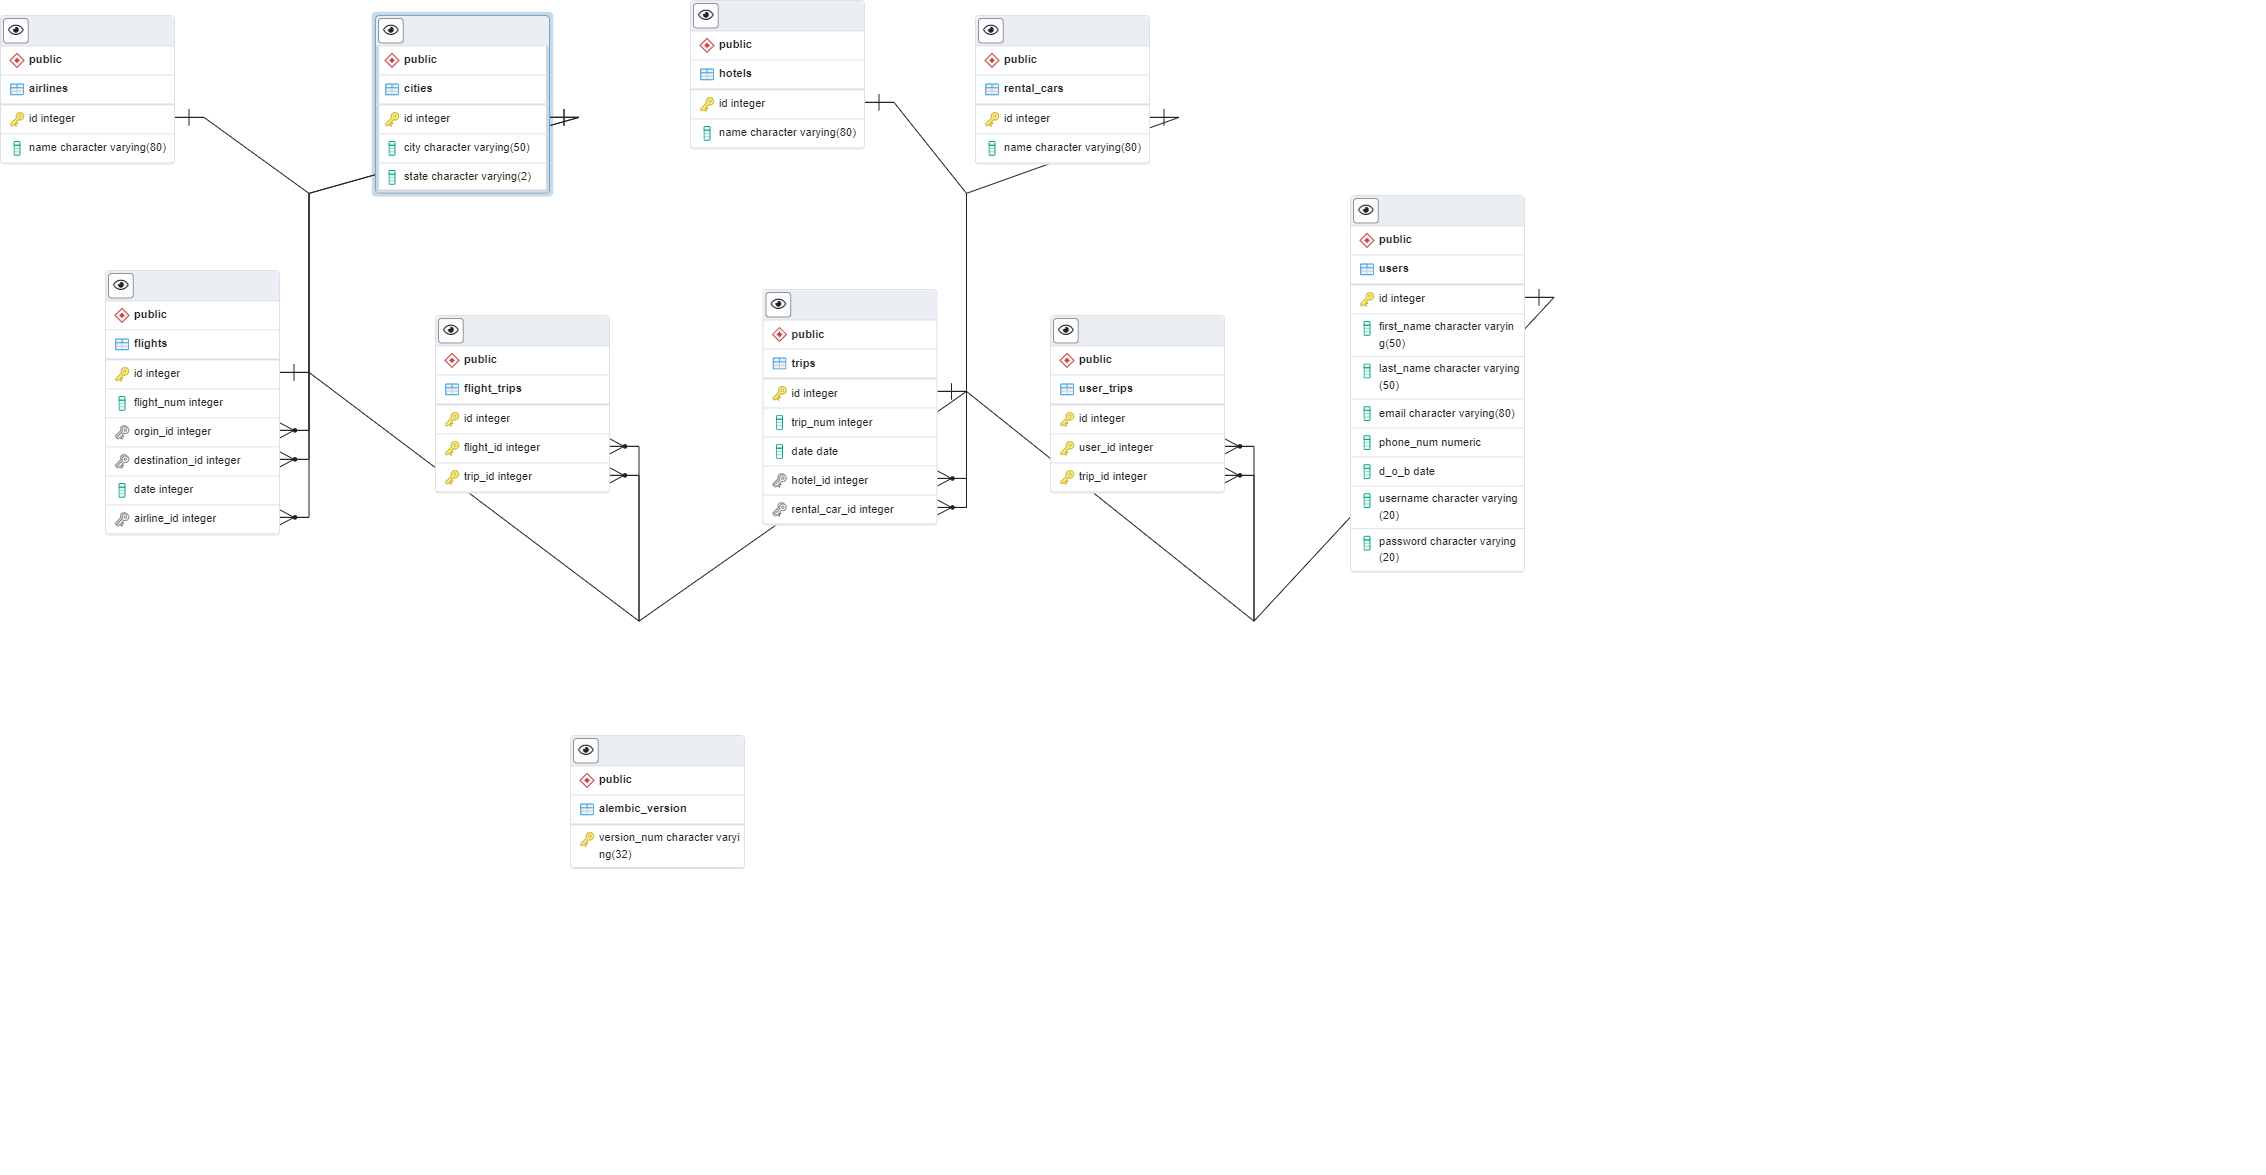 public
airlines
id integer
name character varying(80)
public
cities
id integer
city character varying(50)
state character varying(2)
public
hotels
id integer
name character varying(80)
public
rental_cars
id integer
name character varying(80)
public
flights
id integer
flight_num integer
orgin_id integer
destination_id integer
date integer
airline_id integer
public
flight_trips
id integer
flight_id integer
trip_id integer
public
trips
id integer
trip_num integer
date date
hotel_id integer
rental_car_id integer
public
user_trips
id integer
user_id integer
trip_id integer
public
users
id integer
first_name character varyin
g(50)
last_name character varying
(50)
email character varying(80)
phone_num numeric
d_o_b date
username character varying
(20)
password character varying
(20)
public
alembic_version
version_num character varyi
ng(32)